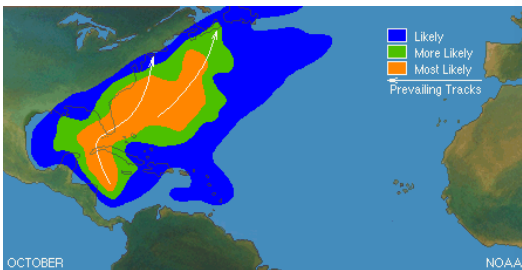 Likely
More Likely
Most Likely
Prevailing Tracks
OCTOBER
NOAA